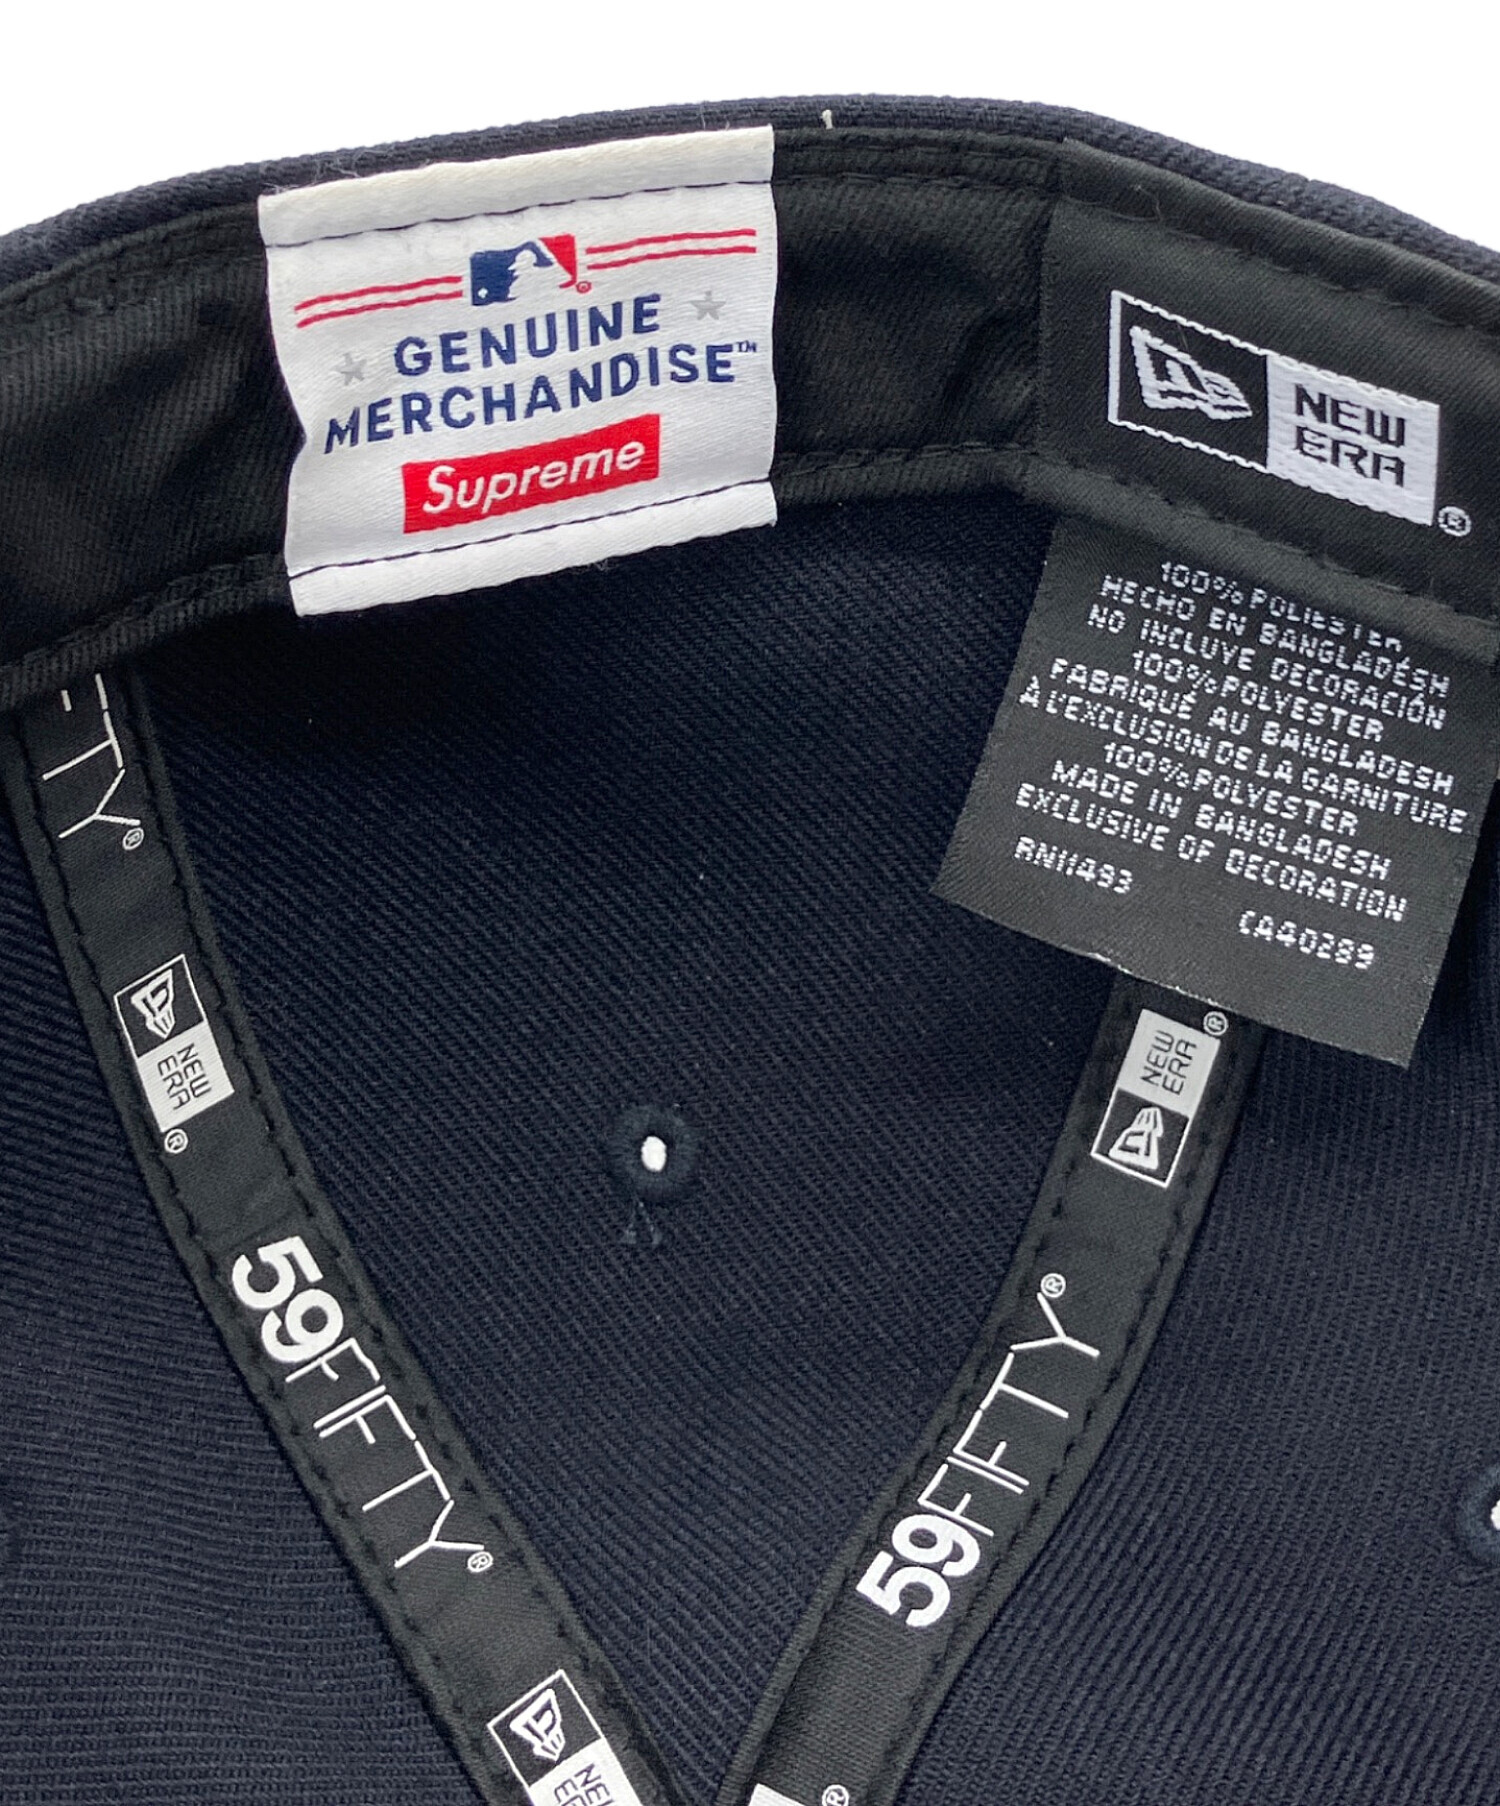 GENUINE
MERCHANDISE™
Supreme
NEW
ERA
®
100% POLIESTER
HECHO EN BANGLADÉSH
NO INCLUYE DECORACIÓN
100% POLYESTER
FABRIQUÉ AU BANGLADESH
À L'EXCLUSION DE LA GARNITURE
100% POLYESTER
MADE IN BANGLADESH
EXCLUSIVE OF DECORATION
RN11493
CA40289
FTY®
NEW
ERA
®
59FIFTY®
NEW
NEW
ERA
®
59FIFTY®
®